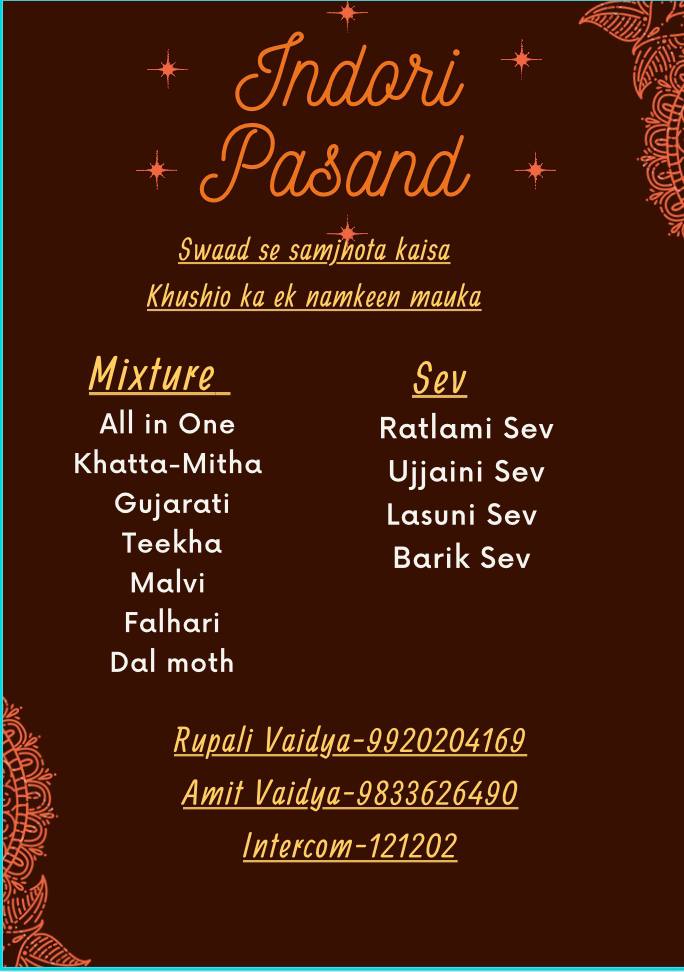 Indori
Pasand
Swaad se samjhota kaisa
Khushio ka ek namkeen mauka
Mixture
All in One
Khatta-Mitha
Gujarati
Teekha
Malvi
Falhari
Dal moth
Sev
Ratlami Sev
Ujjaini Sev
Lasuni Sev
Barik Sev
Rupali Vaidya-9920204169
Amit Vaidya-9833626490
Intercom-121202